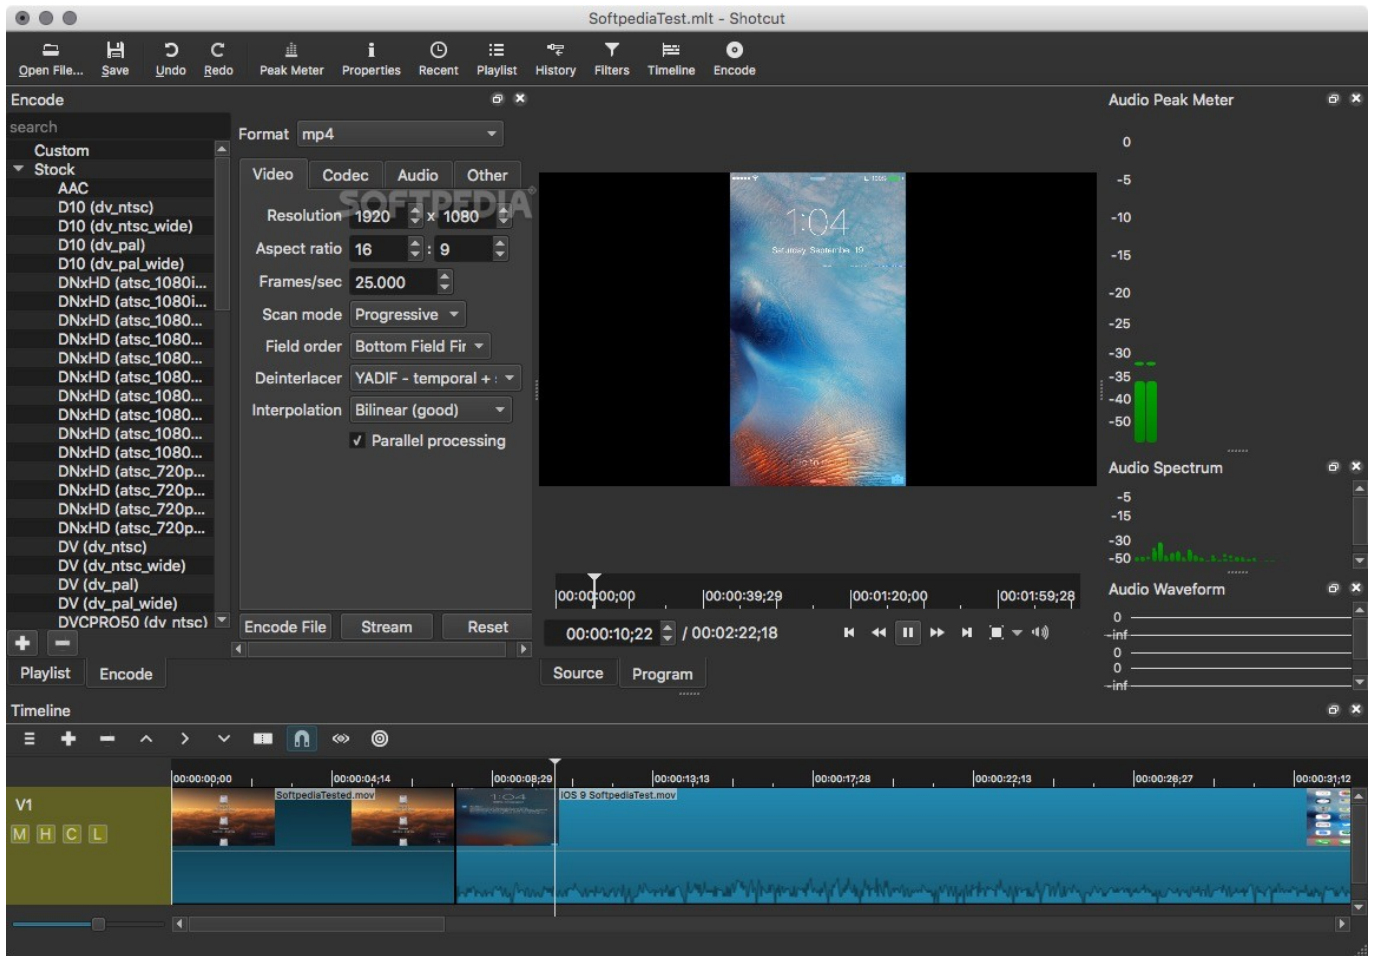 SoftpediaTest.mlt - Shotcut
Open File... Save Undo Redo Peak Meter Properties Recent Playlist History Filters Timeline Encode
Encode
search
Custom
Stock
AAC
D10 (dv_ntsc)
D10 (dv_ntsc_wide)
D10 (dv_pal)
D10 (dv_pal_wide)
DNxHD (atsc_1080i...
DNxHD (atsc_1080i...
DNxHD (atsc_1080...
DNxHD (atsc_1080...
DNxHD (atsc_1080...
DNxHD (atsc_1080...
DNxHD (atsc_1080...
DNxHD (atsc_1080...
DNxHD (atsc_1080...
DNxHD (atsc_1080...
DNxHD (atsc_720p...
DNxHD (atsc_720p...
DNxHD (atsc_720p...
DNxHD (atsc_720p...
DV (dv_ntsc)
DV (dv_ntsc_wide)
DV (dv_pal)
DV (dv_pal_wide)
DVCPRO50 (dv_ntsc)
Format mp4
Video Codec Audio Other
SOFTPEDIA
Resolution 1920 x 1080
Aspect ratio 16 : 9
Frames/sec 25.000
Scan mode Progressive
Field order Bottom Field Fir
Deinterlacer YADIF - temporal +
Interpolation Bilinear (good)
Parallel processing
Encode File Stream Reset
Playlist Encode
1:04
Saturday, September 19
00:00:00;00 00:00:39;29 00:01:20;00 00:01:59;28
00:00:10;22 / 00:02:22;18
Source Program
Audio Peak Meter
0
-5
-10
-15
-20
-25
-30
-35
-40
-50
Audio Spectrum
-5
-15
-30
-50
Audio Waveform
0
-inf
0
0
-inf
Timeline
00:00:00;00 00:00:04;14 00:00:08;29 00:00:13;13 00:00:17;28 00:00:22;13 00:00:26;27 00:00:31;12
V1
M H C L
SoftpediaTested.mov
1:04
iOS 9 SoftpediaTest.mov